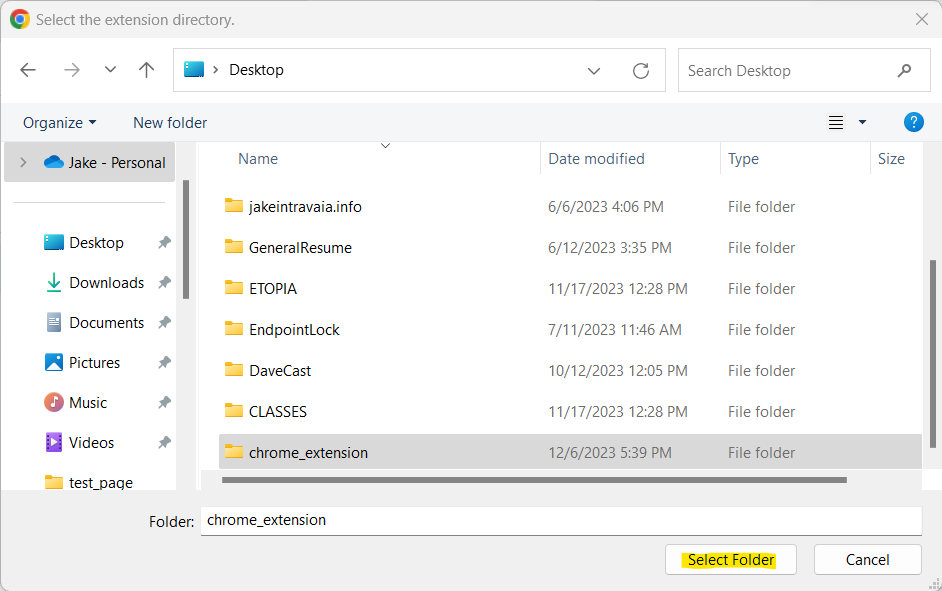 Select the extension directory.
Desktop
Search Desktop
Organize
New folder
?
Jake - Personal
Desktop
Downloads
Documents
Pictures
Music
Videos
test_page
Name Date modified Type Size
jakeintravaia.info 6/6/2023 4:06 PM File folder
GeneralResume 6/12/2023 3:35 PM File folder
ETOPIA 11/17/2023 12:28 PM File folder
EndpointLock 7/11/2023 11:46 AM File folder
DaveCast 10/12/2023 12:05 PM File folder
CLASSES 11/17/2023 12:28 PM File folder
chrome_extension 12/6/2023 5:39 PM File folder
Folder: chrome_extension
Select Folder
Cancel